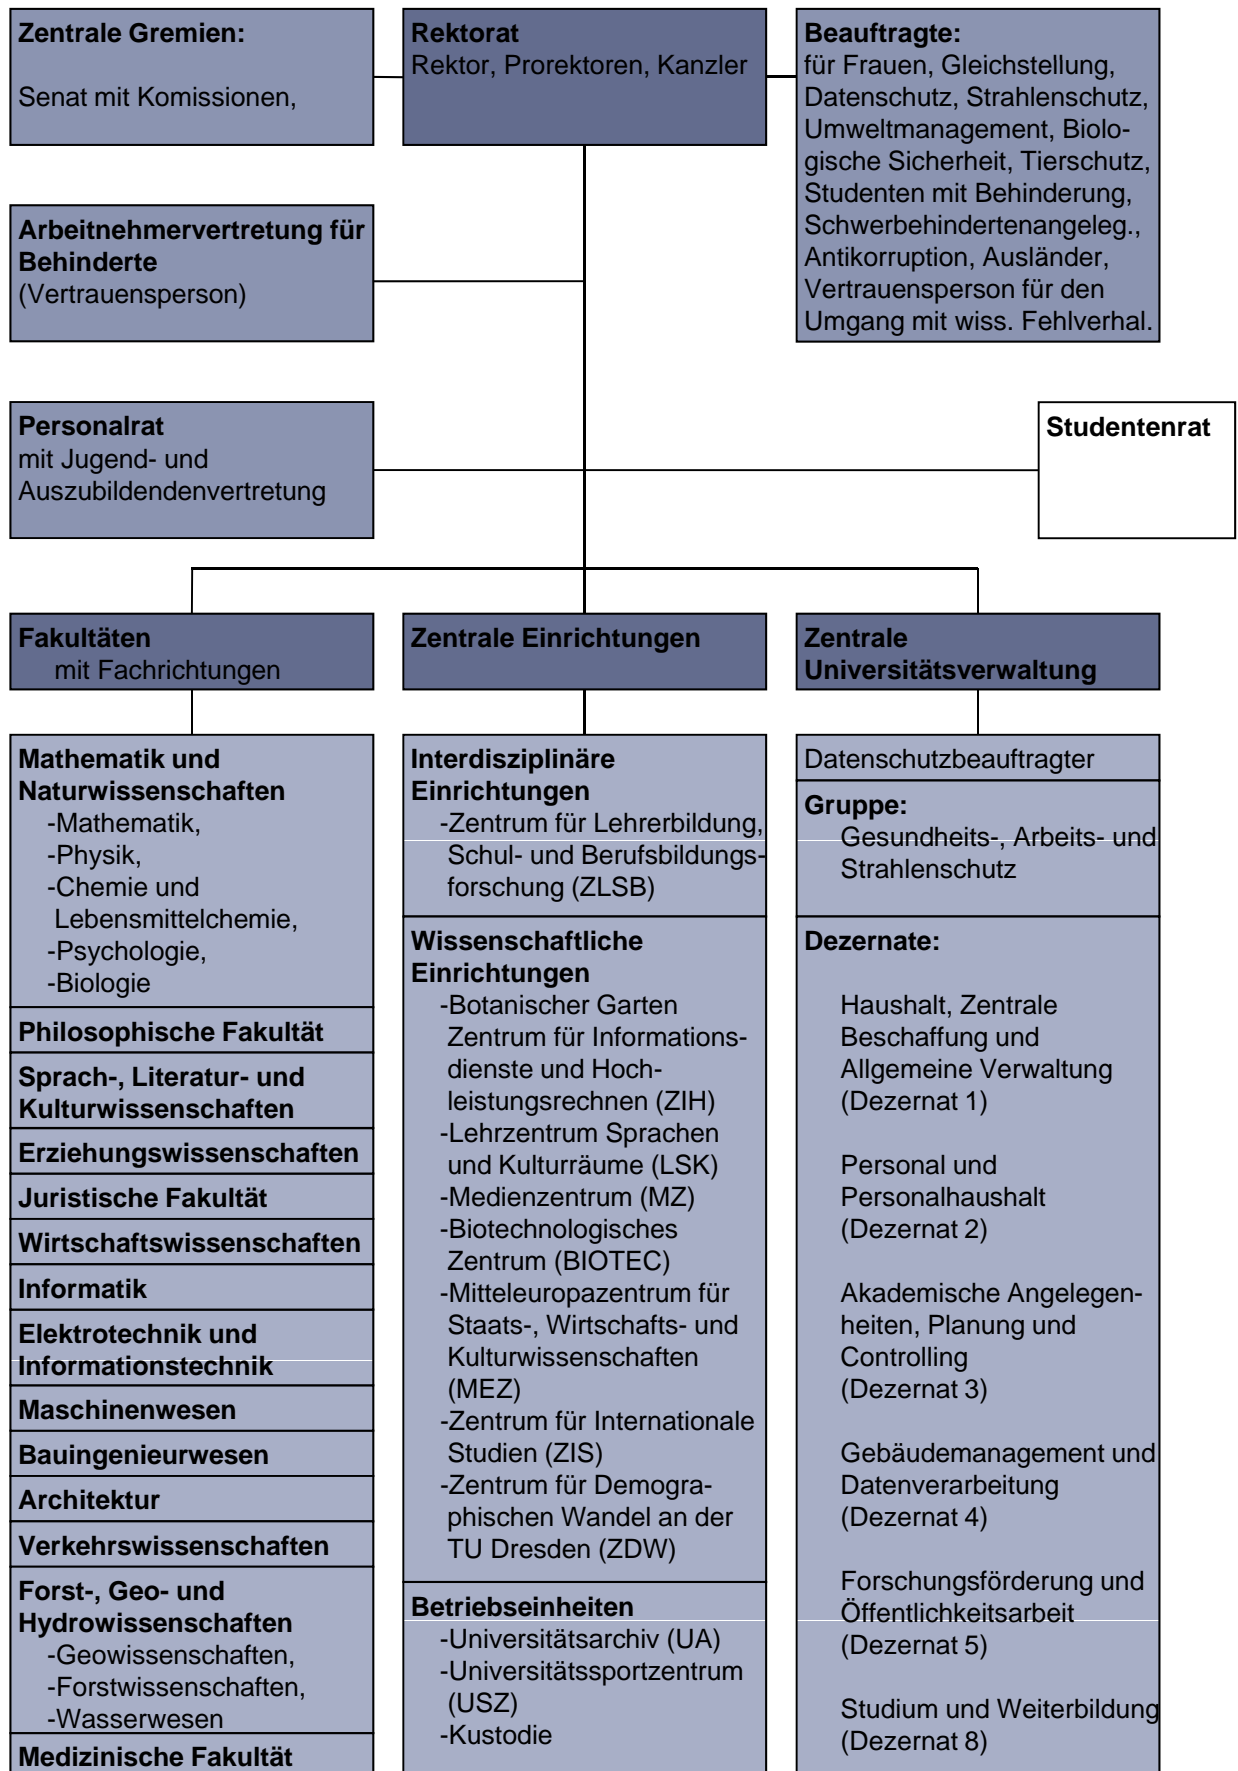 Zentrale Gremien:
Senat mit Komissionen,
Rektorat
Rektor, Prorektoren, Kanzler
Beauftragte:
für Frauen, Gleichstellung,
Datenschutz, Strahlenschutz,
Umweltmanagement, Biolo-
gische Sicherheit, Tierschutz,
Studenten mit Behinderung,
Schwerbehindertenangeleg.,
Antikorruption, Ausländer,
Vertrauensperson für den
Umgang mit wiss. Fehlverhal.
Arbeitnehmervertretung für
Behinderte
(Vertrauensperson)
Personalrat
mit Jugend- und
Auszubildendenvertretung
Studentenrat
Fakultäten
mit Fachrichtungen
Mathematik und
Naturwissenschaften
-Mathematik,
-Physik,
-Chemie und
Lebensmittelchemie,
-Psychologie,
-Biologie
Philosophische Fakultät
Sprach-, Literatur- und
Kulturwissenschaften
Erziehungswissenschaften
Juristische Fakultät
Wirtschaftswissenschaften
Informatik
Elektrotechnik und
Informationstechnik
Maschinenwesen
Bauingenieurwesen
Architektur
Verkehrswissenschaften
Forst-, Geo- und
Hydrowissenschaften
-Geowissenschaften,
-Forstwissenschaften,
-Wasserwesen
Medizinische Fakultät
Zentrale Einrichtungen
Interdisziplinäre
Einrichtungen
-Zentrum für Lehrerbildung,
Schul- und Berufsbildungs-
forschung (ZLSB)
Wissenschaftliche
Einrichtungen
-Botanischer Garten
Zentrum für Informations-
dienste und Hoch-
leistungsrechnen (ZIH)
-Lehrzentrum Sprachen
und Kulturräume (LSK)
-Medienzentrum (MZ)
-Biotechnologisches
Zentrum (BIOTEC)
-Mitteleuropazentrum für
Staats-, Wirtschafts- und
Kulturwissenschaften
(MEZ)
-Zentrum für Internationale
Studien (ZIS)
-Zentrum für Demogra-
phischen Wandel an der
TU Dresden (ZDW)
Betriebseinheiten
-Universitätsarchiv (UA)
-Universitätssportzentrum
(USZ)
-Kustodie
Zentrale
Universitätsverwaltung
Datenschutzbeauftragter
Gruppe:
Gesundheits-, Arbeits- und
Strahlenschutz
Dezernate:
Haushalt, Zentrale
Beschaffung und
Allgemeine Verwaltung
(Dezernat 1)
Personal und
Personalhaushalt
(Dezernat 2)
Akademische Angelegen-
heiten, Planung und
Controlling
(Dezernat 3)
Gebäudemanagement und
Datenverarbeitung
(Dezernat 4)
Forschungsförderung und
Öffentlichkeitsarbeit
(Dezernat 5)
Studium und Weiterbildung
(Dezernat 8)